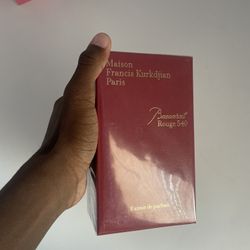 Maison
Francis Kurkdjian
Paris
Baccarat
Rouge 540
Extrait de parfum